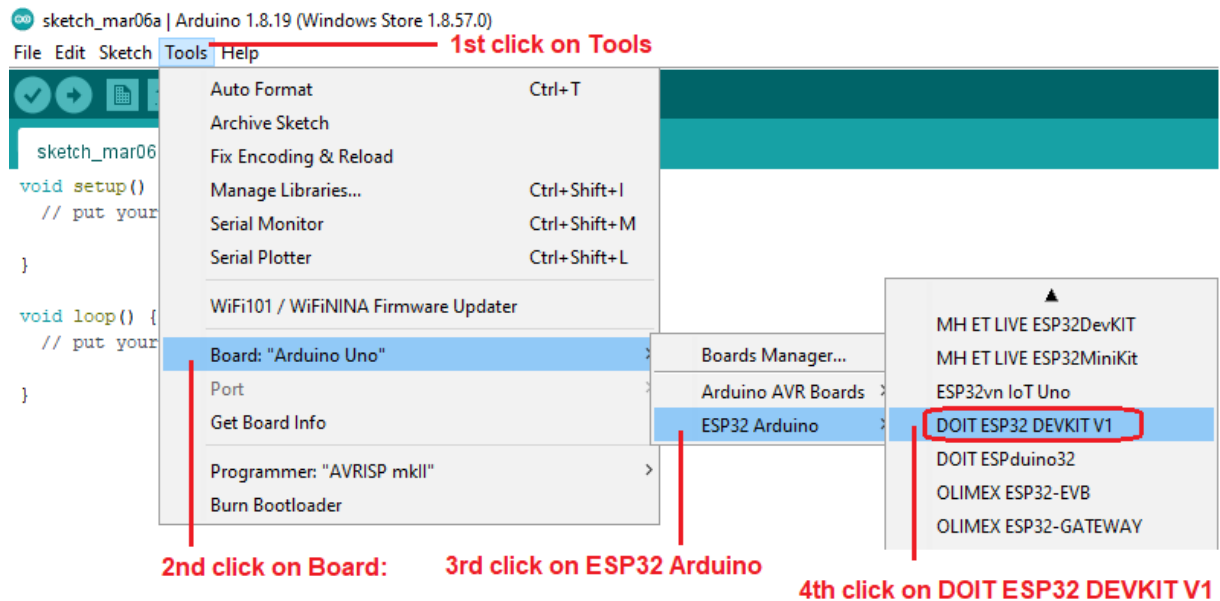 sketch_mar06a | Arduino 1.8.19 (Windows Store 1.8.57.0)
File Edit Sketch Tools Help
1st click on Tools
Auto Format Ctrl+T
Archive Sketch
sketch_mar06
Fix Encoding & Reload
void setup()
Manage Libraries... Ctrl+Shift+I
// put your
Serial Monitor Ctrl+Shift+M
}
Serial Plotter Ctrl+Shift+L
WiFi101 / WiFiNINA Firmware Updater
void loop() {
// put your
Board: "Arduino Uno"
}
Port
Get Board Info
Programmer: "AVRISP mkII"
Burn Bootloader
Boards Manager...
Arduino AVR Boards
ESP32 Arduino
MH ET LIVE ESP32DevKIT
MH ET LIVE ESP32MiniKit
ESP32vn IoT Uno
DOIT ESP32 DEVKIT V1
DOIT ESPduino32
OLIMEX ESP32-EVB
OLIMEX ESP32-GATEWAY
2nd click on Board:
3rd click on ESP32 Arduino
4th click on DOIT ESP32 DEVKIT V1